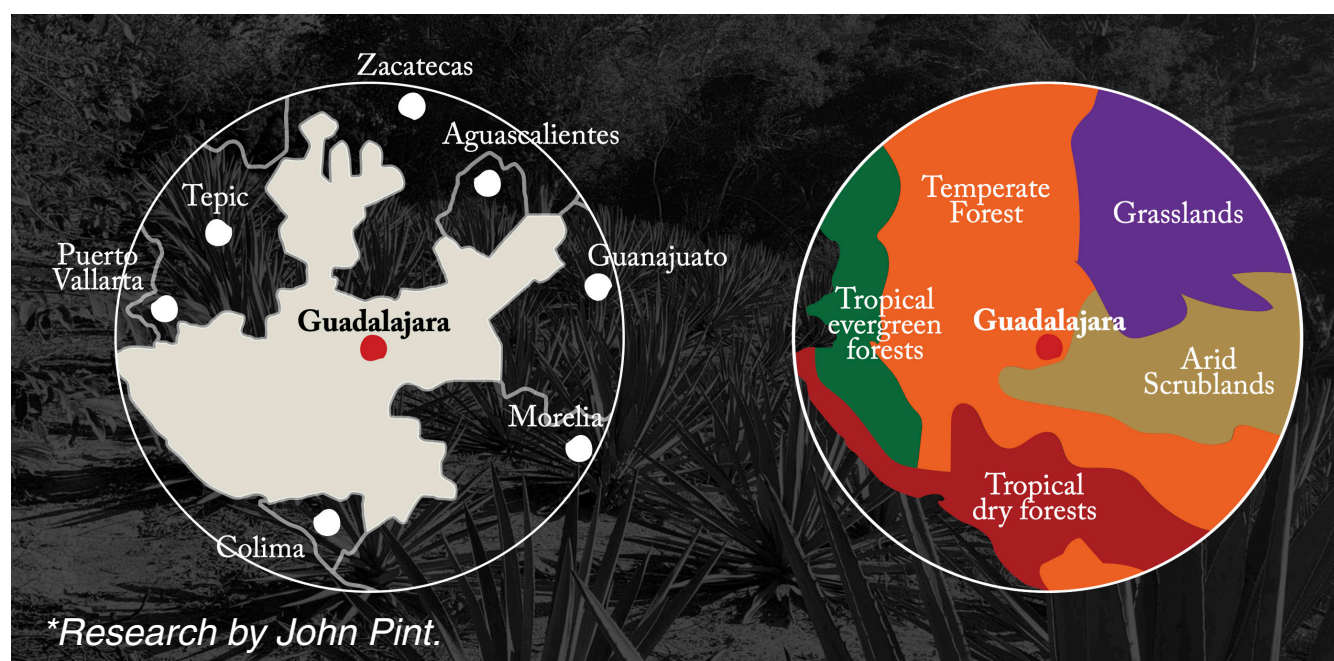 Zacatecas
Aguascalientes
Tepic
Puerto
Vallarta
Guanajuato
Guadalajara
Morelia
Colima
Temperate
Forest
Grasslands
Tropical
evergreen
forests
Guadalajara
Arid
Scrublands
Tropical
dry forests
*Research by John Pint.